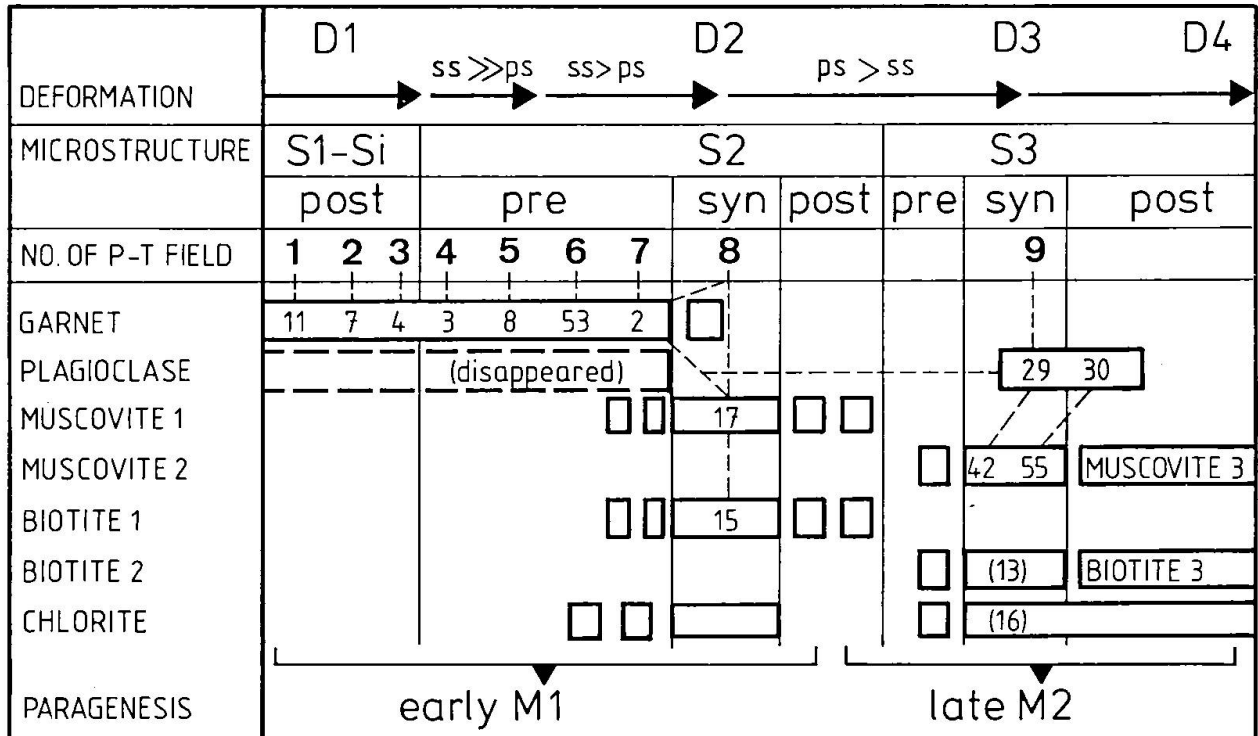 D1 D2 D3 D4
ss≫ps ss>ps ps>ss
DEFORMATION
MICROSTRUCTURE S1-Si S2 S3
post pre syn post pre syn post
NO. OF P-T FIELD 1 2 3 4 5 6 7 8 9
GARNET 11 7 4 3 8 53 2
PLAGIOCLASE (disappeared) 29 30
MUSCOVITE 1 17
MUSCOVITE 2 42 55 MUSCOVITE 3
BIOTITE 1 15
BIOTITE 2 (13) BIOTITE 3
CHLORITE (16)
PARAGENESIS early M1 late M2